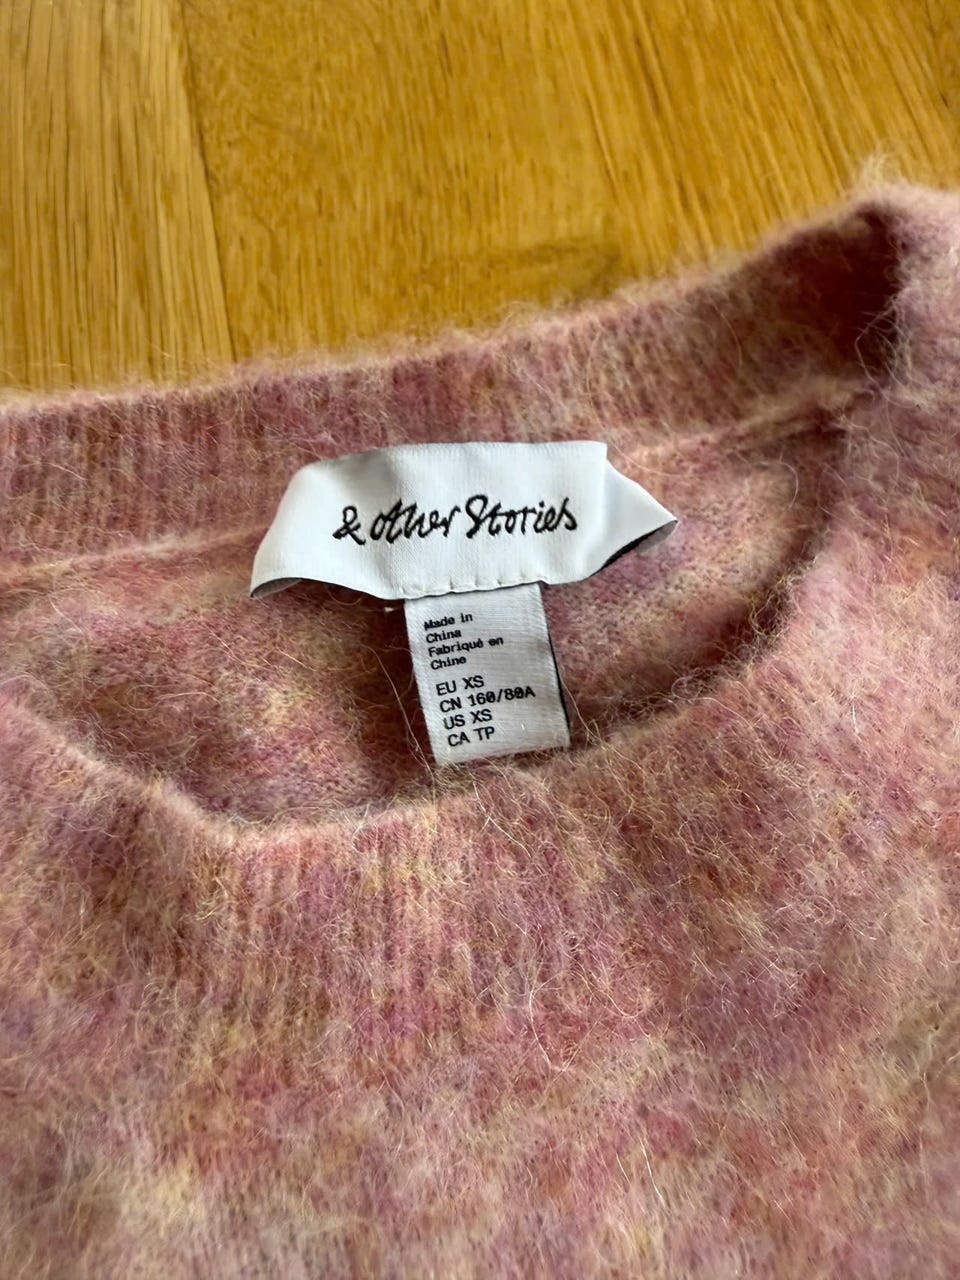 & Other Stories
Made in
China
Fabriqué en
Chine
EU XS
CN 160/80A
US XS
CA TP